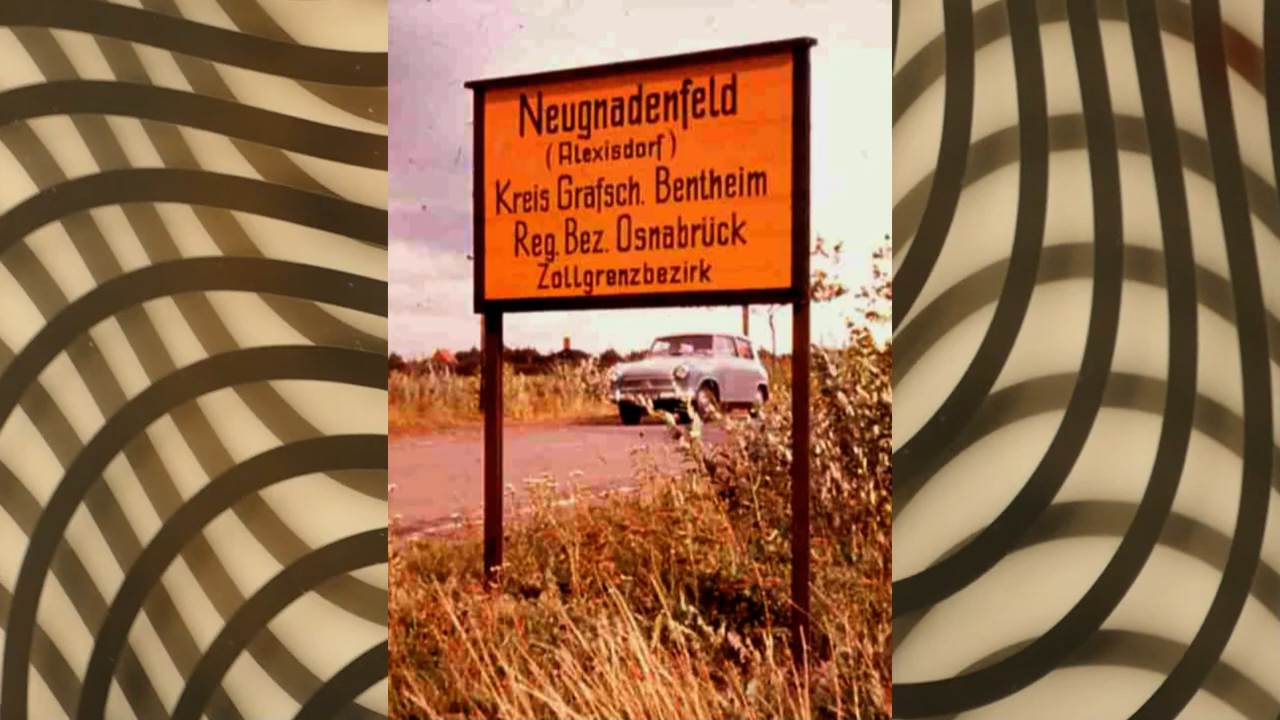 Neugnadenfeld
(Alexisdorf)
Kreis Grafsch. Bentheim
Reg. Bez. Osnabrück
Zollgrenzbezirk